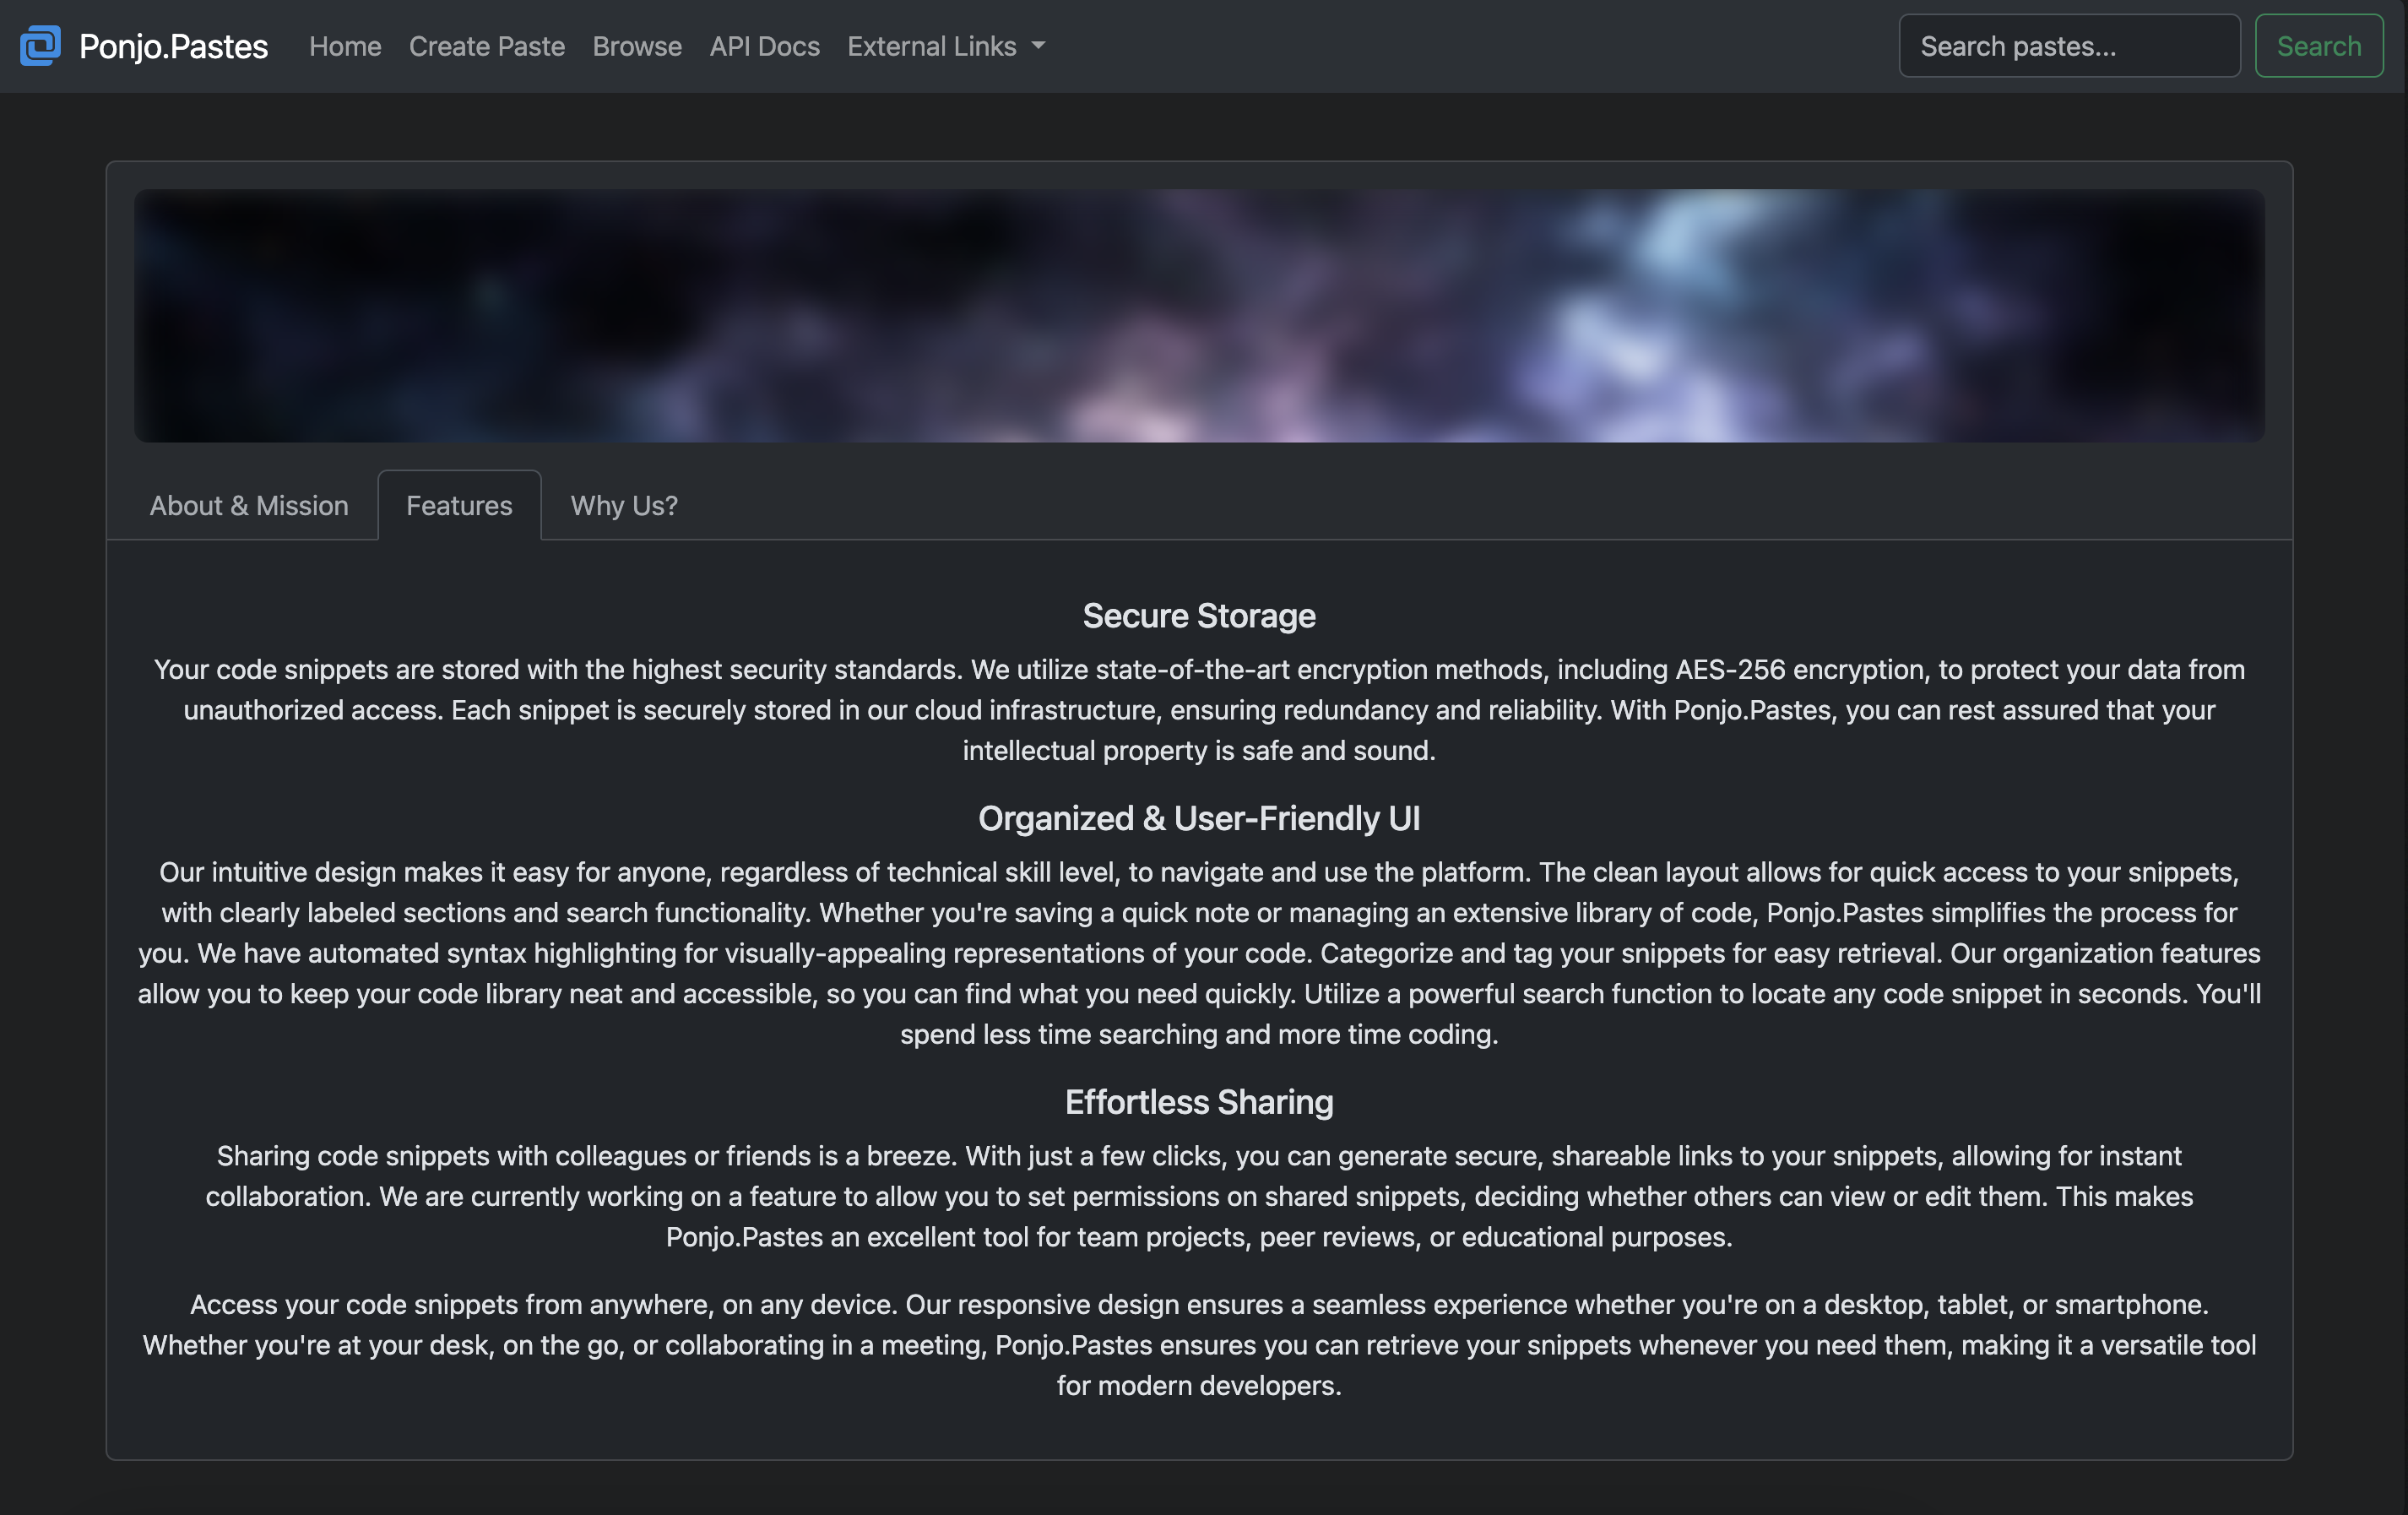 Ponjo.Pastes Home Create Paste Browse API Docs External Links Search pastes... Search
About & Mission Features Why Us?
Secure Storage
Your code snippets are stored with the highest security standards. We utilize state-of-the-art encryption methods, including AES-256 encryption, to protect your data from
unauthorized access. Each snippet is securely stored in our cloud infrastructure, ensuring redundancy and reliability. With Ponjo.Pastes, you can rest assured that your
intellectual property is safe and sound.
Organized & User-Friendly UI
Our intuitive design makes it easy for anyone, regardless of technical skill level, to navigate and use the platform. The clean layout allows for quick access to your snippets,
with clearly labeled sections and search functionality. Whether you're saving a quick note or managing an extensive library of code, Ponjo.Pastes simplifies the process for
you. We have automated syntax highlighting for visually-appealing representations of your code. Categorize and tag your snippets for easy retrieval. Our organization features
allow you to keep your code library neat and accessible, so you can find what you need quickly. Utilize a powerful search function to locate any code snippet in seconds. You'll
spend less time searching and more time coding.
Effortless Sharing
Sharing code snippets with colleagues or friends is a breeze. With just a few clicks, you can generate secure, shareable links to your snippets, allowing for instant
collaboration. We are currently working on a feature to allow you to set permissions on shared snippets, deciding whether others can view or edit them. This makes
Ponjo.Pastes an excellent tool for team projects, peer reviews, or educational purposes.
Access your code snippets from anywhere, on any device. Our responsive design ensures a seamless experience whether you're on a desktop, tablet, or smartphone.
Whether you're at your desk, on the go, or collaborating in a meeting, Ponjo.Pastes ensures you can retrieve your snippets whenever you need them, making it a versatile tool
for modern developers.